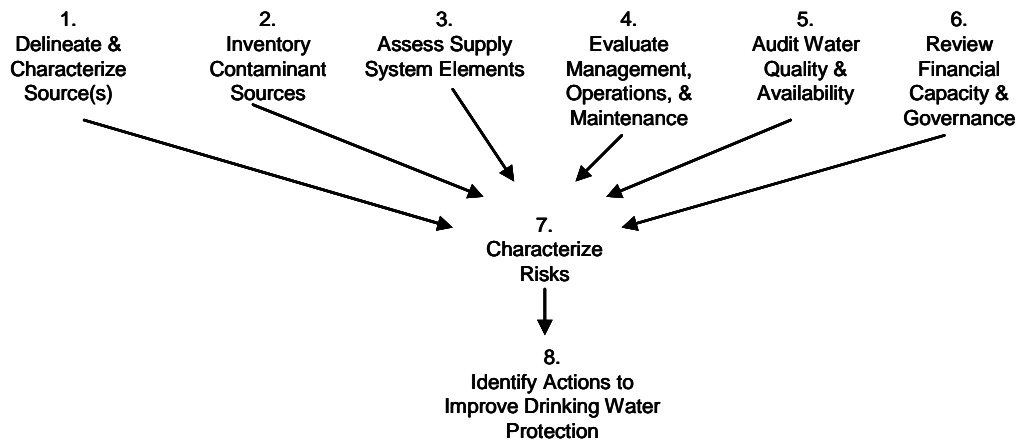 1.
Delineate &
Characterize
Source(s)
2.
Inventory
Contaminant
Sources
3.
Assess Supply
System Elements
4.
Evaluate
Management,
Operations, &
Maintenance
5.
Audit Water
Quality &
Availability
6.
Review
Financial
Capacity &
Governance
7.
Characterize
Risks
8.
Identify Actions to
Improve Drinking Water
Protection